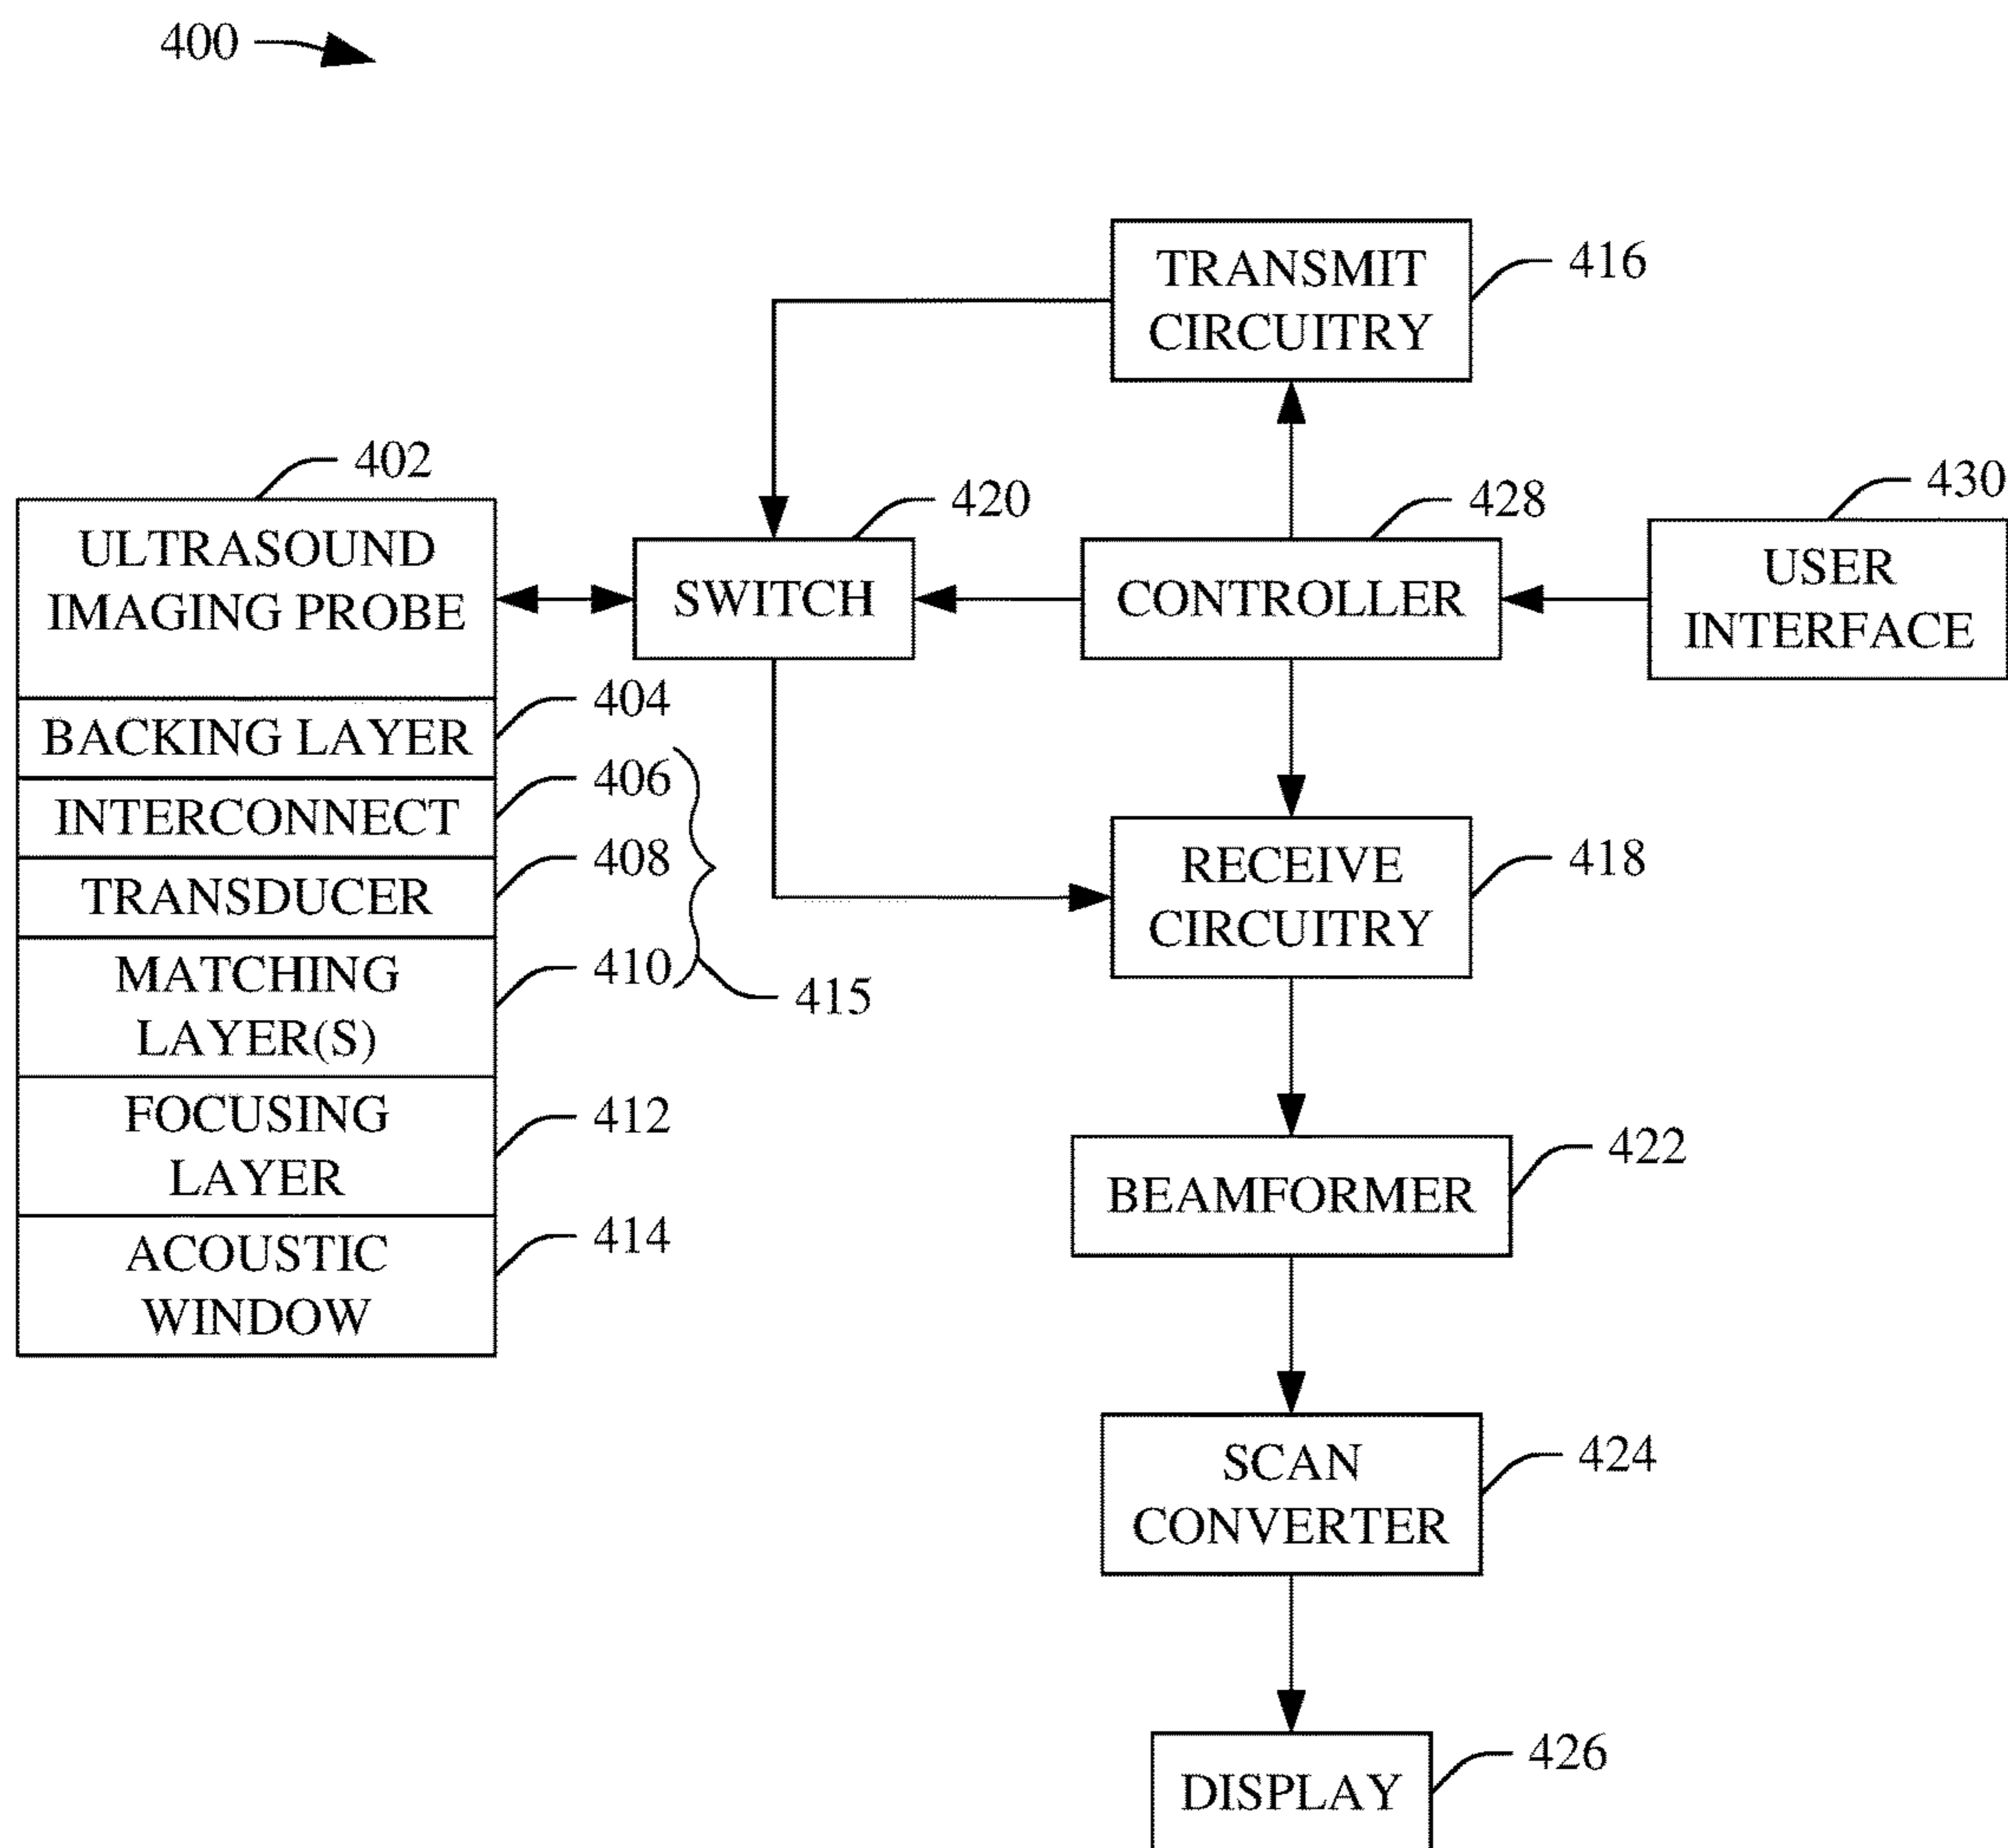 400
TRANSMIT
CIRCUITRY
416
402
ULTRASOUND
IMAGING PROBE
420
SWITCH
428
CONTROLLER
430
USER
INTERFACE
BACKING LAYER
404
INTERCONNECT
406
TRANSDUCER
408
MATCHING
LAYER(S)
410
415
FOCUSING
LAYER
412
ACOUSTIC
WINDOW
414
RECEIVE
CIRCUITRY
418
BEAMFORMER
422
SCAN
CONVERTER
424
DISPLAY
426